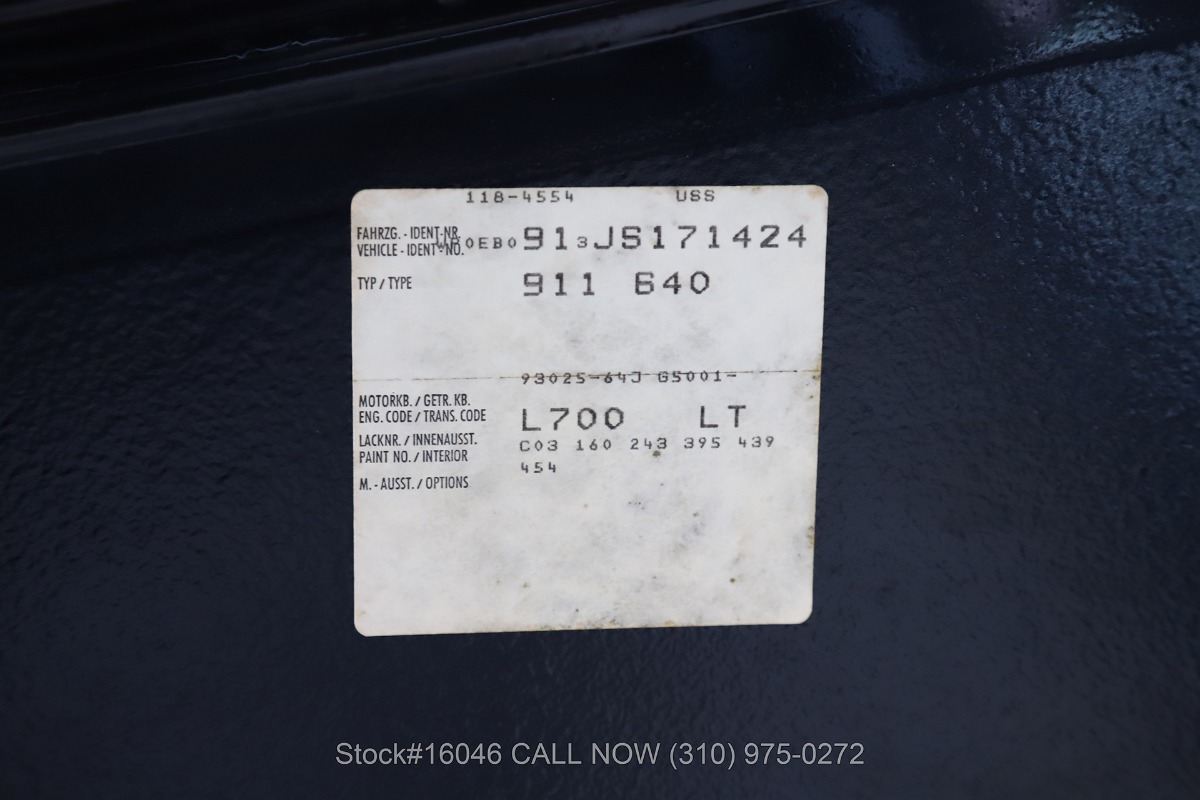 118-4554 USS
FAHRZG. - IDENT-NR.
VEHICLE - IDENT-NO. WP0EB0913JS171424
TYP / TYPE 911 640
93025-64J G5001-
MOTORKB. / GETR. KB.
ENG. CODE / TRANS. CODE L700 LT
LACKNR. / INNENAUSST. C03 160 243 395 439
PAINT NO. / INTERIOR 454
M. - AUSST. / OPTIONS
Stock#16046 CALL NOW (310) 975-0272